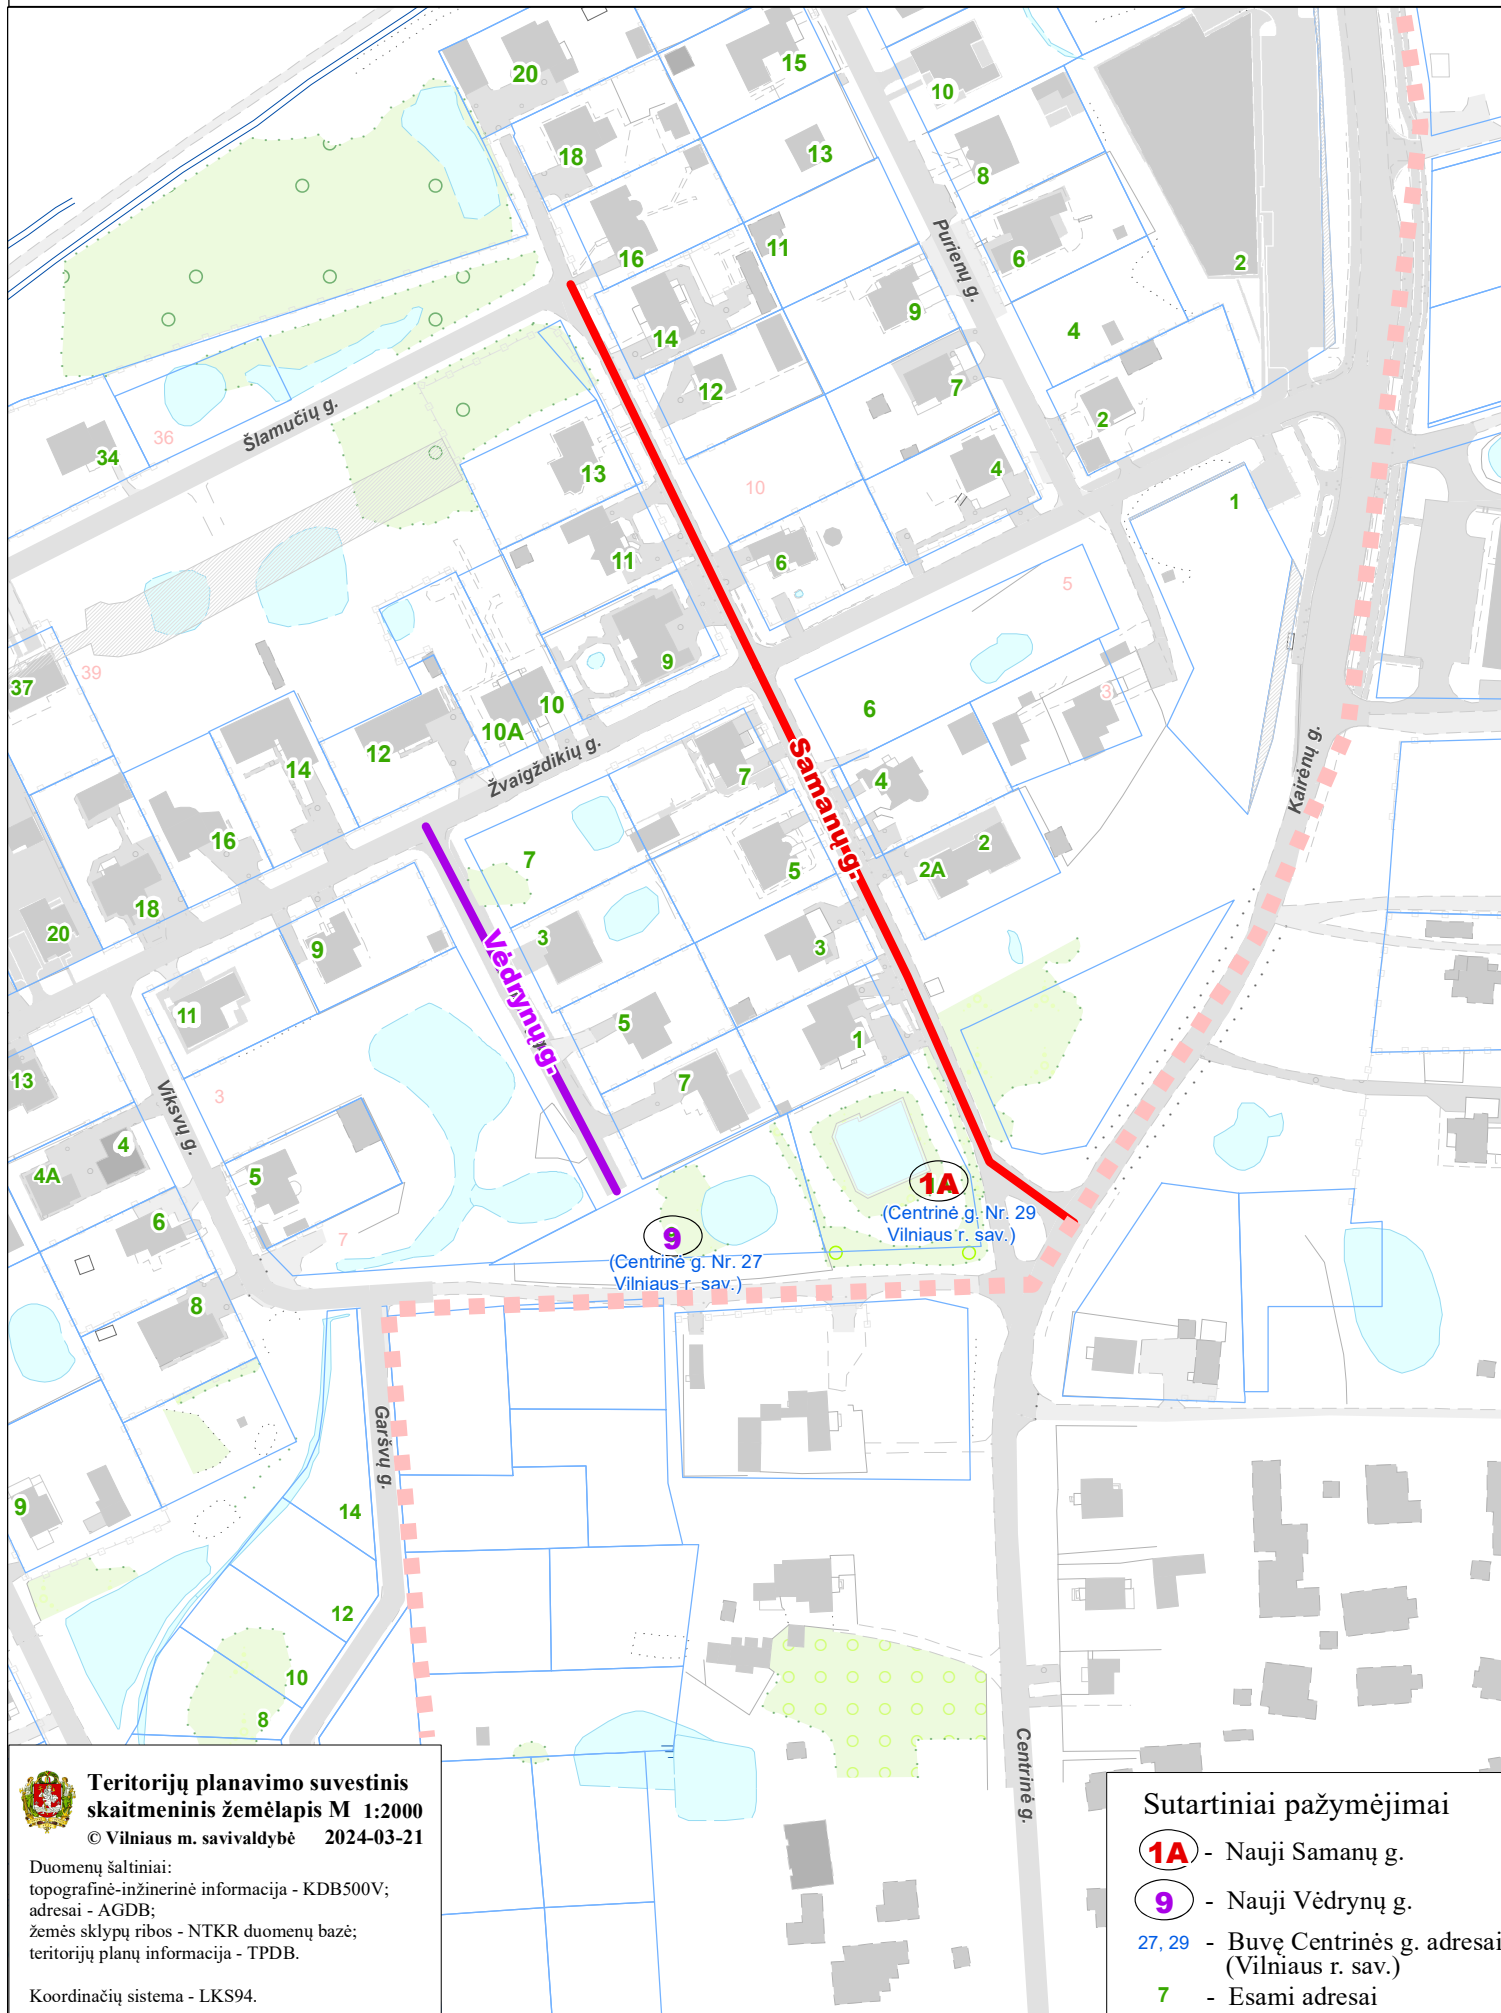 20
15
10
18
13
8
16
11
Purienų g.
6
2
14
9
4
12
7
2
Šlamučių g.
36
34
13
10
4
1
11
6
5
9
37
39
10
6
3
10A
12
14
Žvaigždikių g.
7
Samanų g.
4
Kairėnų g.
16
7
5
2A
2
18
20
9
3
Vėdrynų g.
3
11
5
1
13
3
7
Viksvų g.
4
4A
5
6
7
1A
(Centrinė g. Nr. 29
Vilniaus r. sav.)
9
(Centrinė g. Nr. 27
Vilniaus r. sav.)
8
Garšvų g.
9
14
12
10
8
Centrinė g.
Teritorijų planavimo suvestinis
skaitmeninis žemėlapis M 1:2000
© Vilniaus m. savivaldybė 2024-03-21
Duomenų šaltiniai:
topografinė-inžinerinė informacija - KDB500V;
adresai - AGDB;
žemės sklypų ribos - NTKR duomenų bazė;
teritorijų planų informacija - TPDB.
Koordinačių sistema - LKS94.
Sutartiniai pažymėjimai
1A - Nauji Samanų g.
9 - Nauji Vėdrynų g.
27, 29 - Buvę Centrinės g. adresai
(Vilniaus r. sav.)
7 - Esami adresai